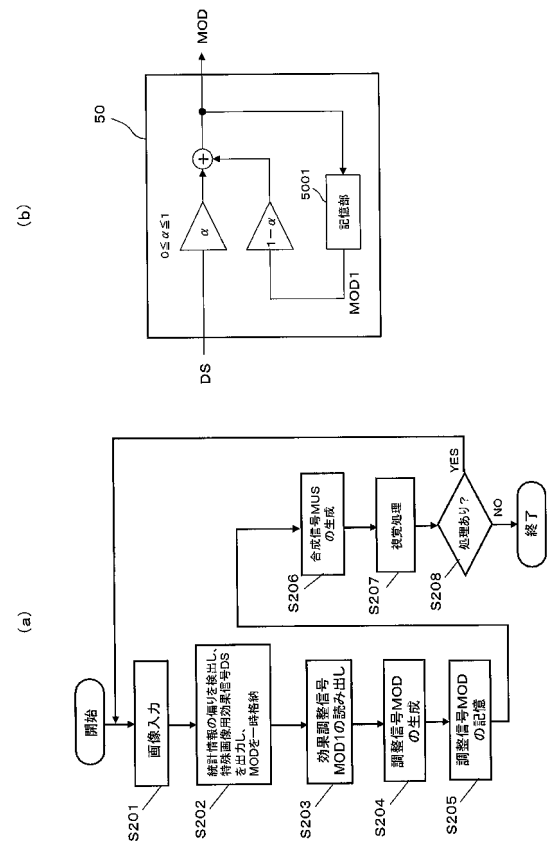 (a)
開始
画像入力
S201
統計情報の偏りを検出し、
特殊画像用効果信号DS
を出力し、
MODを一時格納
S202
効果調整信号
MOD1の読み出し
S203
調整信号MOD
の生成
S204
調整信号MOD
の記憶
S205
合成信号MUS
の生成
S206
視覚処理
S207
処理あり?
S208
YES
NO
終了
(b)
50
DS
0≦α≦1
α
+
MOD
1-α
5001
記憶部
MOD1